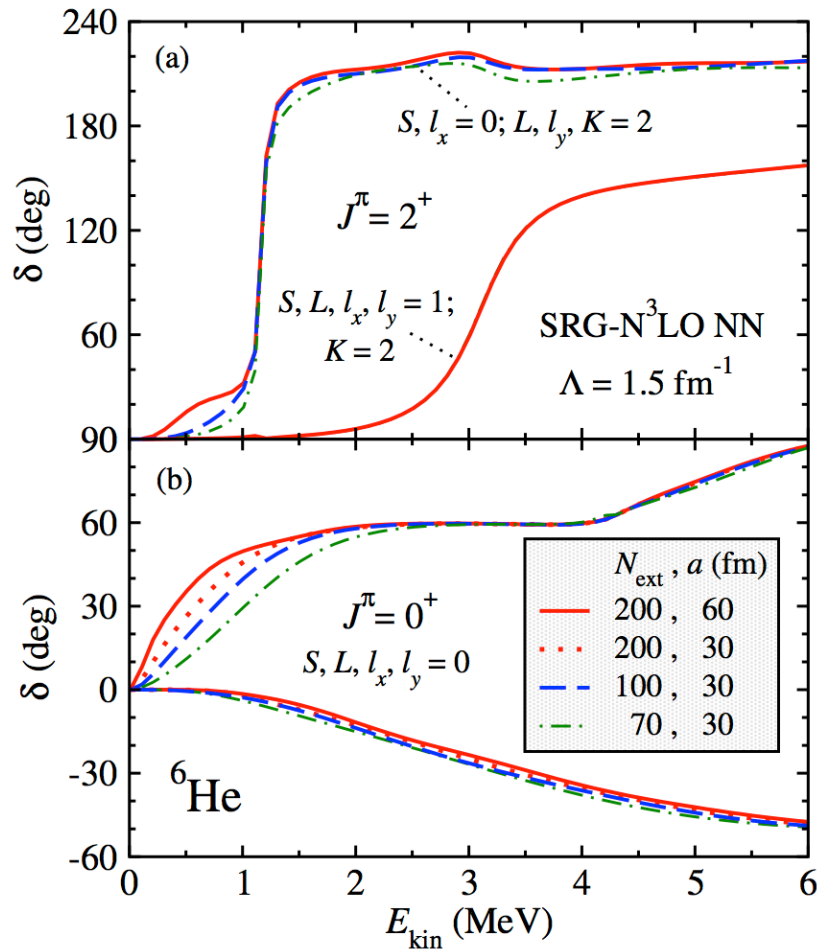 240
(a)
S, l_x = 0; L, l_y, K = 2
180
δ (deg)
J^π = 2^+
120
S, L, l_x, l_y = 1;
K = 2
SRG-N^3LO NN
Λ = 1.5 fm^-1
60
90
(b)
60
N_ext , a (fm)
200 , 60
200 , 30
100 , 30
70 , 30
δ (deg)
30
J^π = 0^+
S, L, l_x, l_y = 0
0
-30
^6He
-60
0 1 2 3 4 5 6
E_kin (MeV)